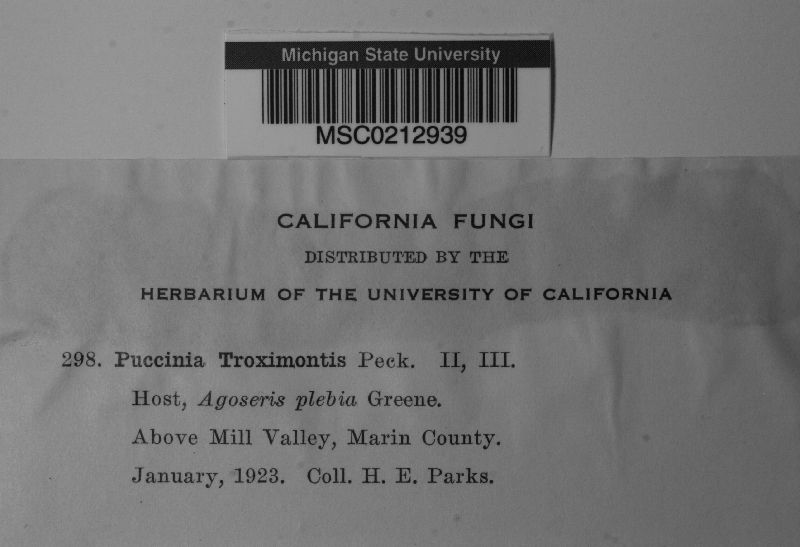 Michigan State University
MSC0212939
CALIFORNIA FUNGI
DISTRIBUTED BY THE
HERBARIUM OF THE UNIVERSITY OF CALIFORNIA
298. Puccinia Troximontis Peck. II, III.
Host, Agoseris plebia Greene.
Above Mill Valley, Marin County.
January, 1923. Coll. H. E. Parks.